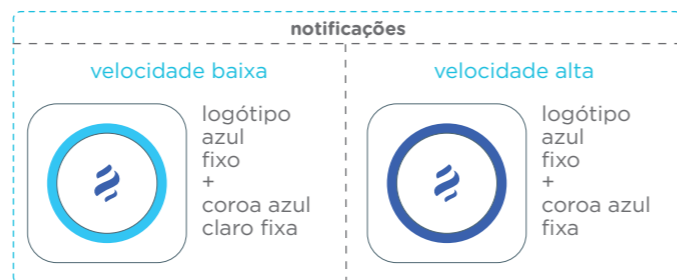 notificações
velocidade baixa
logótipo
azul
fixo
+
coroa azul
claro fixa
velocidade alta
logótipo
azul
fixo
+
coroa azul
fixa